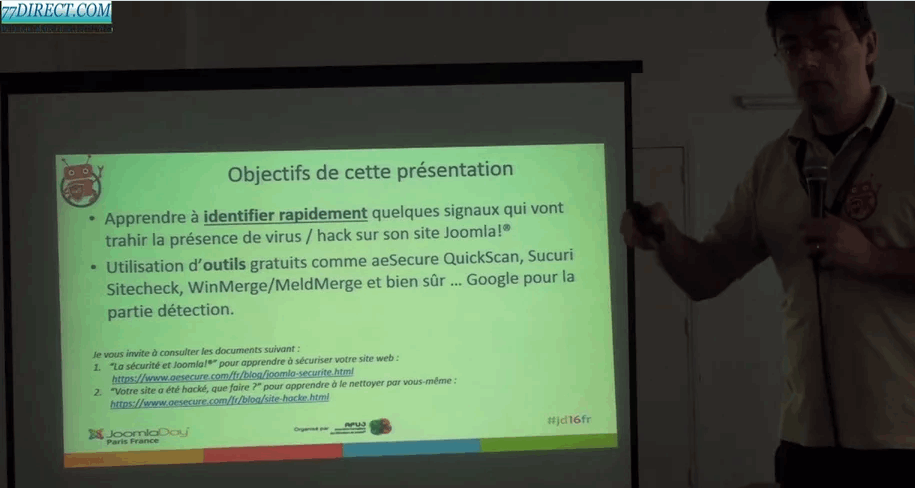 77DIRECT.COM
Objectifs de cette présentation
• Apprendre à identifier rapidement quelques signaux qui vont
trahir la présence de virus / hack sur son site Joomla!®
• Utilisation d'outils gratuits comme aeSecure QuickScan, Sucuri
Sitecheck, WinMerge/MeldMerge et bien sûr ... Google pour la
partie détection.
Je vous invite à consulter les documents suivant :
1. "La sécurité et Joomla!®" pour apprendre à sécuriser votre site web :
https://www.aesecure.com/fr/blog/joomla-securite.html
2. "Votre site a été hacké, que faire ?" pour apprendre à le nettoyer par vous-même :
https://www.aesecure.com/fr/blog/site-hacke.html
JoomlaDay
Paris France
Organisé par
AFUJ
#jd16fr